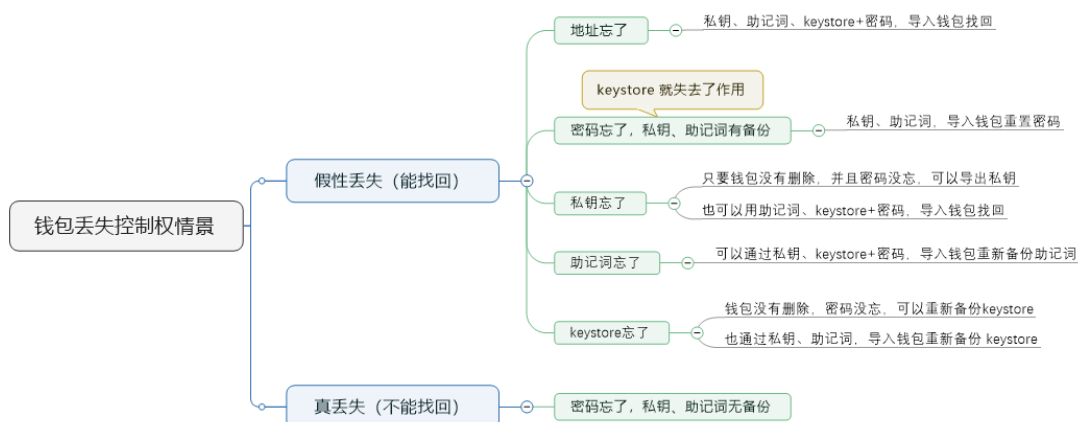 钱包丢失控制权情景
假性丢失（能找回）
地址忘了
私钥、助记词、keystore+密码，导入钱包找回
keystore 就失去了作用
密码忘了，私钥、助记词有备份
私钥、助记词，导入钱包重置密码
私钥忘了
只要钱包没有删除，并且密码没忘，可以导出私钥
也可以用助记词、keystore+密码，导入钱包找回
助记词忘了
可以通过私钥、keystore+密码，导入钱包重新备份助记词
keystore忘了
钱包没有删除，密码没忘，可以重新备份keystore
也通过私钥、助记词，导入钱包重新备份 keystore
真丢失（不能找回）
密码忘了，私钥、助记词无备份